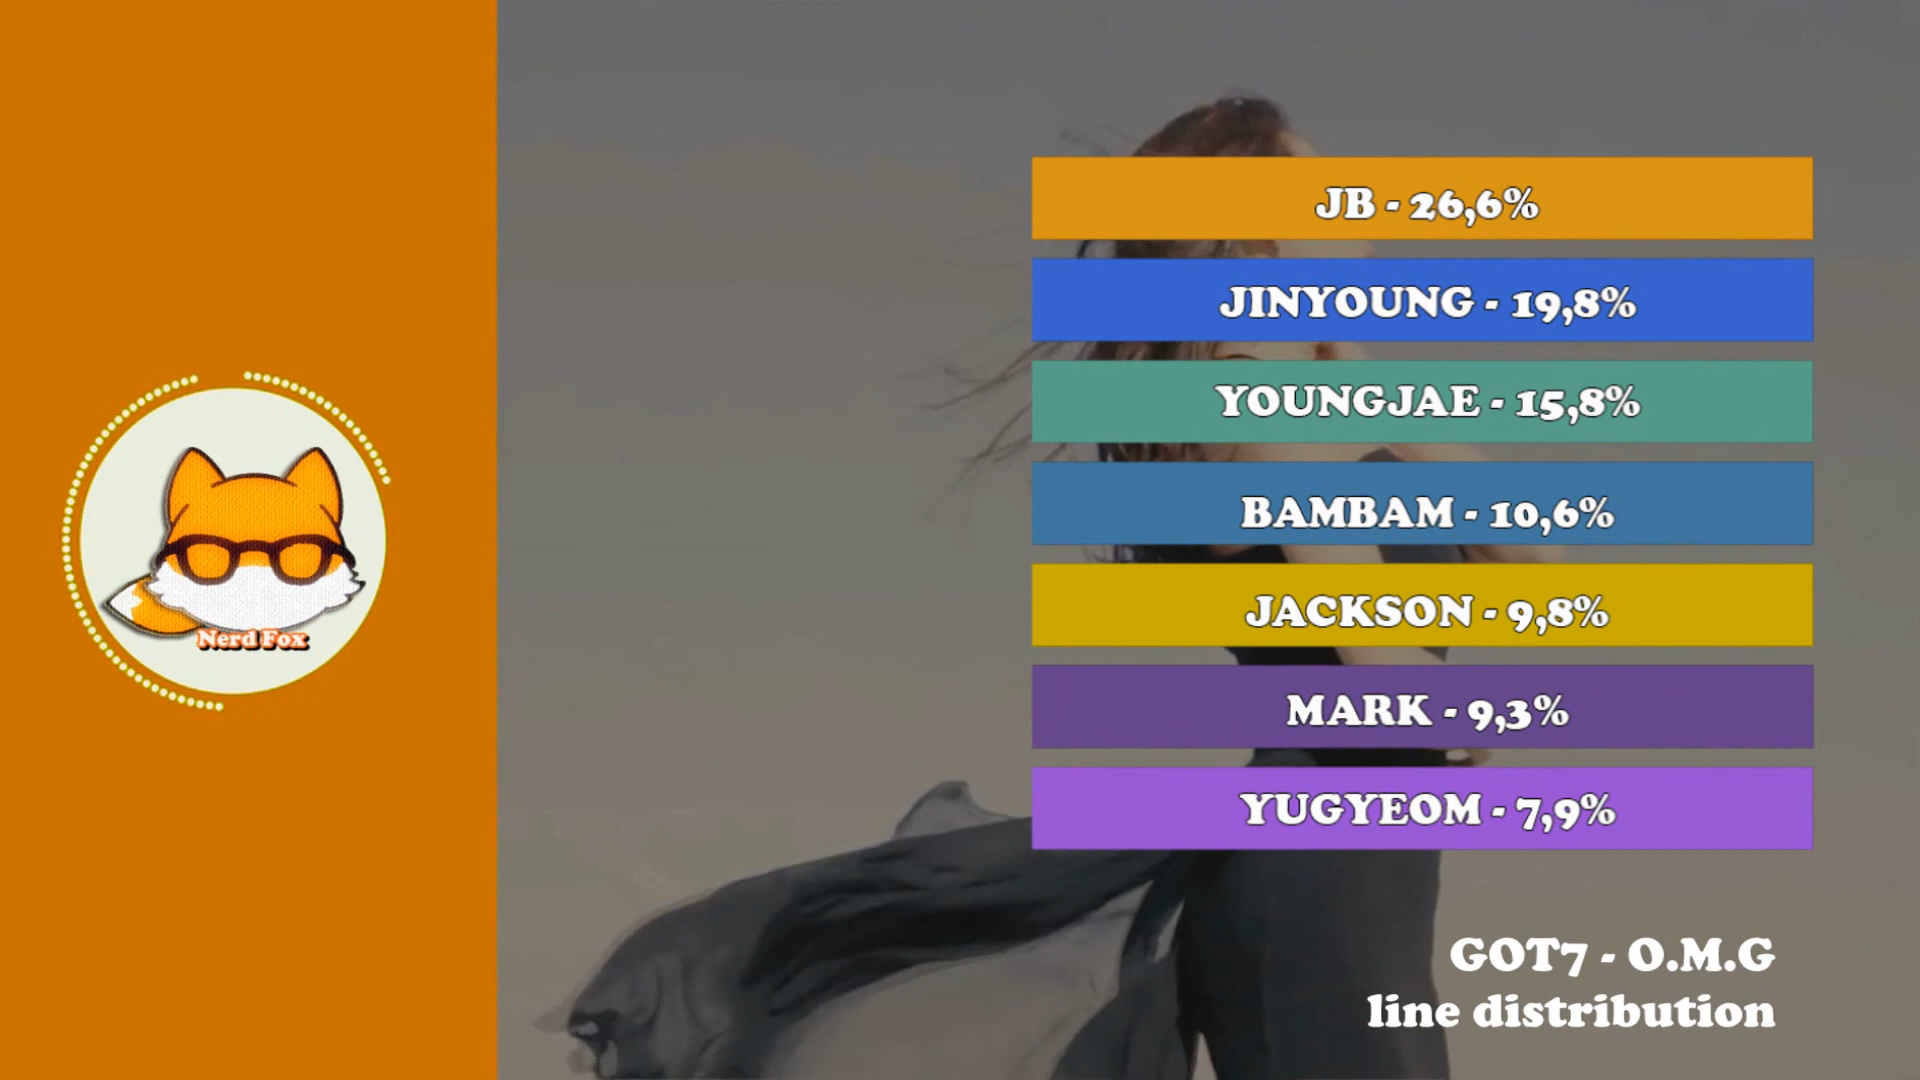 JB - 26,6%
JINYOUNG - 19,8%
YOUNGJAE - 15,8%
BAMBAM - 10,6%
JACKSON - 9,8%
MARK - 9,3%
YUGYEOM - 7,9%
Nerd Fox
GOT7 - O.M.G
line distribution